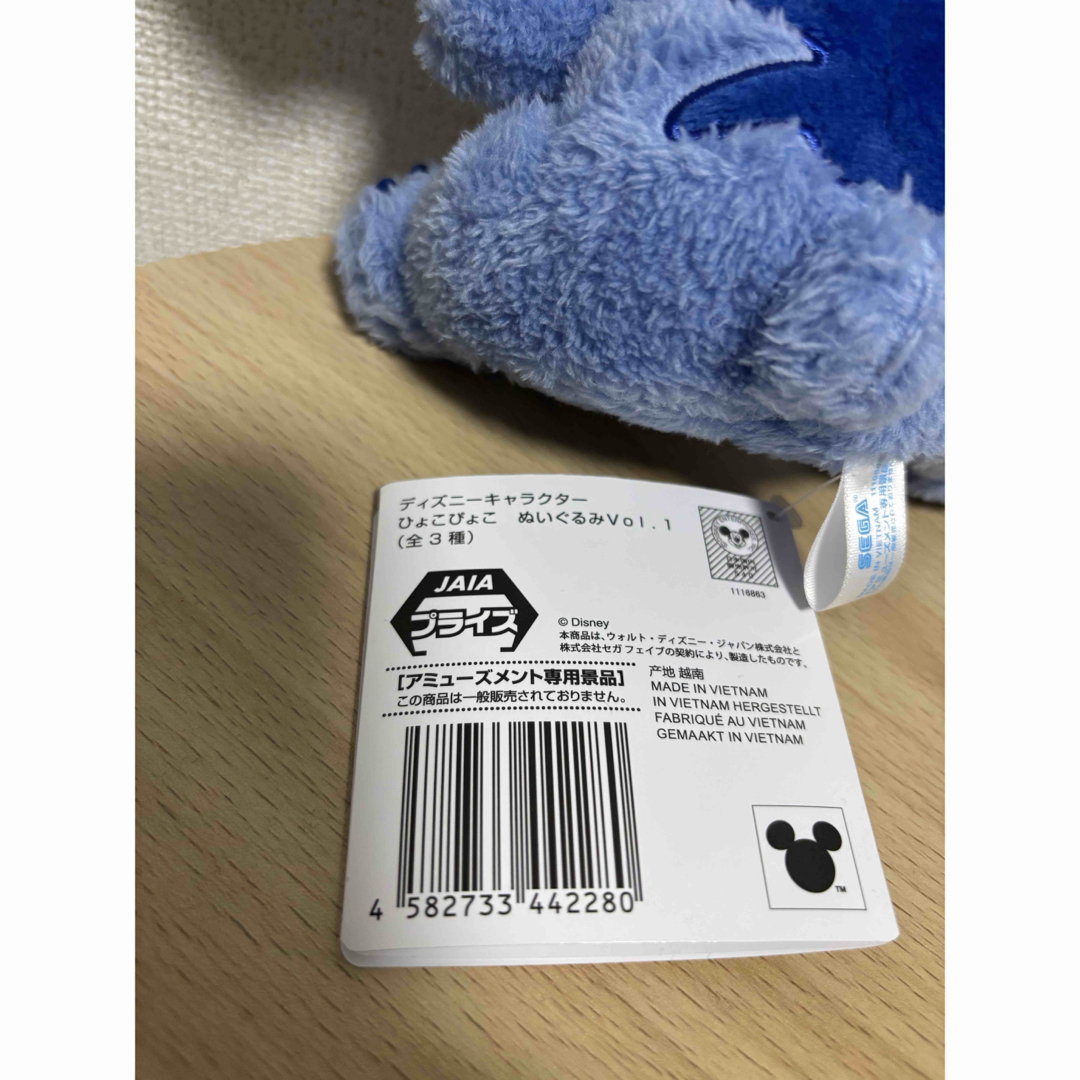 ディズニーキャラクター
ひょこぴょこ　ぬいぐるみVol.1
(全3種)
1116863
JAIA
プライズ
© Disney
本商品は、ウォルト・ディズニー・ジャパン株式会社と
株式会社セガ フェイブの契約により、製造したものです。
[アミューズメント専用景品]
この商品は一般販売されておりません。
产地 越南
MADE IN VIETNAM
IN VIETNAM HERGESTELLT
FABRIQUÉ AU VIETNAM
GEMAAKT IN VIETNAM
4 582733 442280
TM
SEGA®
IN VIETNAM